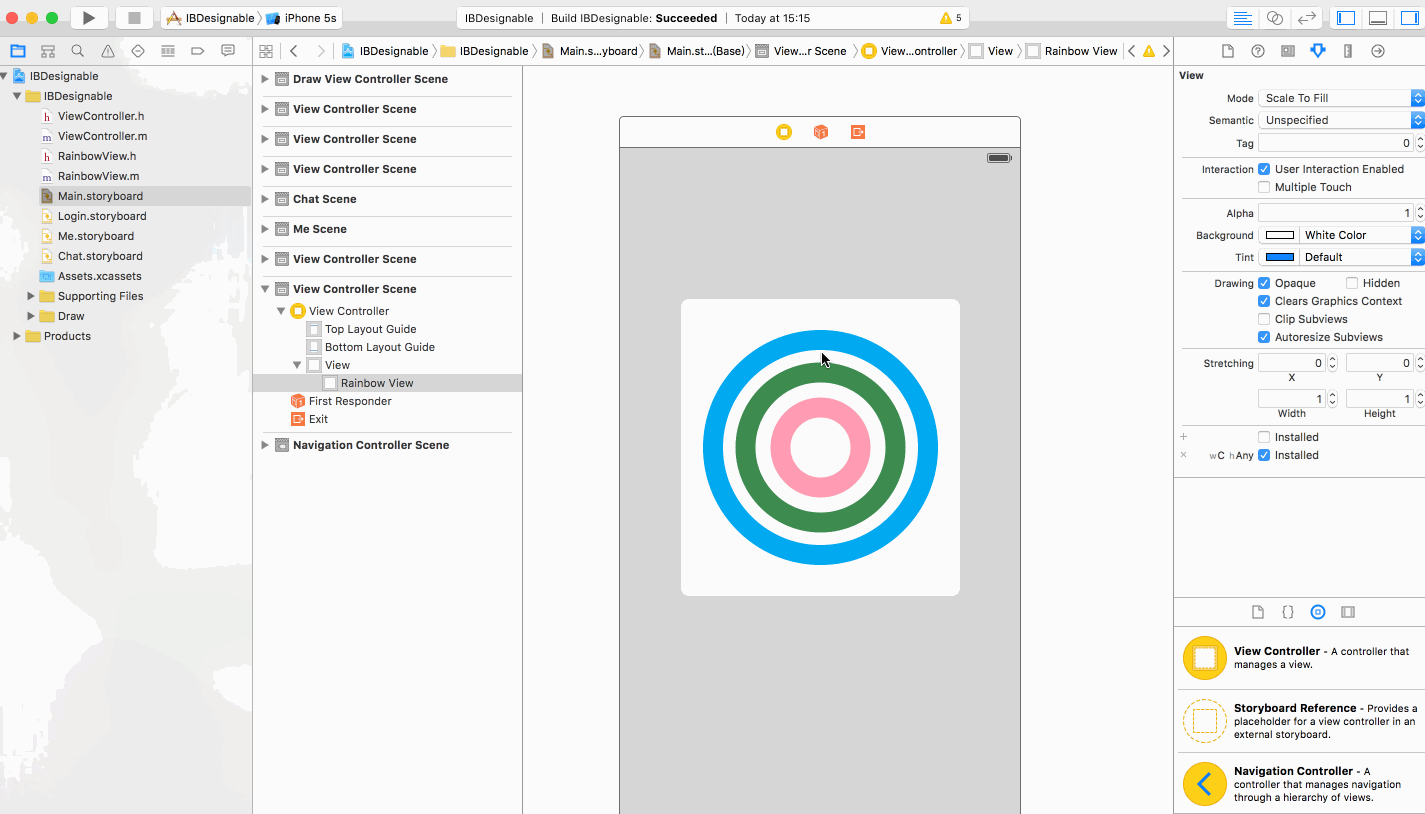 IBDesignable iPhone 5s
IBDesignable | Build IBDesignable: Succeeded | Today at 15:15
5
IBDesignable IBDesignable Main.s...yboard Main.st...(Base) View...r Scene View...ontroller View Rainbow View
IBDesignable
IBDesignable
h ViewController.h
m ViewController.m
h RainbowView.h
m RainbowView.m
Main.storyboard
Login.storyboard
Me.storyboard
Chat.storyboard
Assets.xcassets
Supporting Files
Draw
Products
Draw View Controller Scene
View Controller Scene
View Controller Scene
View Controller Scene
Chat Scene
Me Scene
View Controller Scene
View Controller Scene
View Controller
Top Layout Guide
Bottom Layout Guide
View
Rainbow View
First Responder
Exit
Navigation Controller Scene
View
Mode Scale To Fill
Semantic Unspecified
Tag 0
Interaction User Interaction Enabled
Multiple Touch
Alpha 1
Background White Color
Tint Default
Drawing Opaque Hidden
Clears Graphics Context
Clip Subviews
Autoresize Subviews
Stretching 0 0
X Y
1 1
Width Height
+ Installed
× wC hAny Installed
{}
View Controller - A controller that
manages a view.
Storyboard Reference - Provides a
placeholder for a view controller in an
external storyboard.
Navigation Controller - A
controller that manages navigation
through a hierarchy of views.